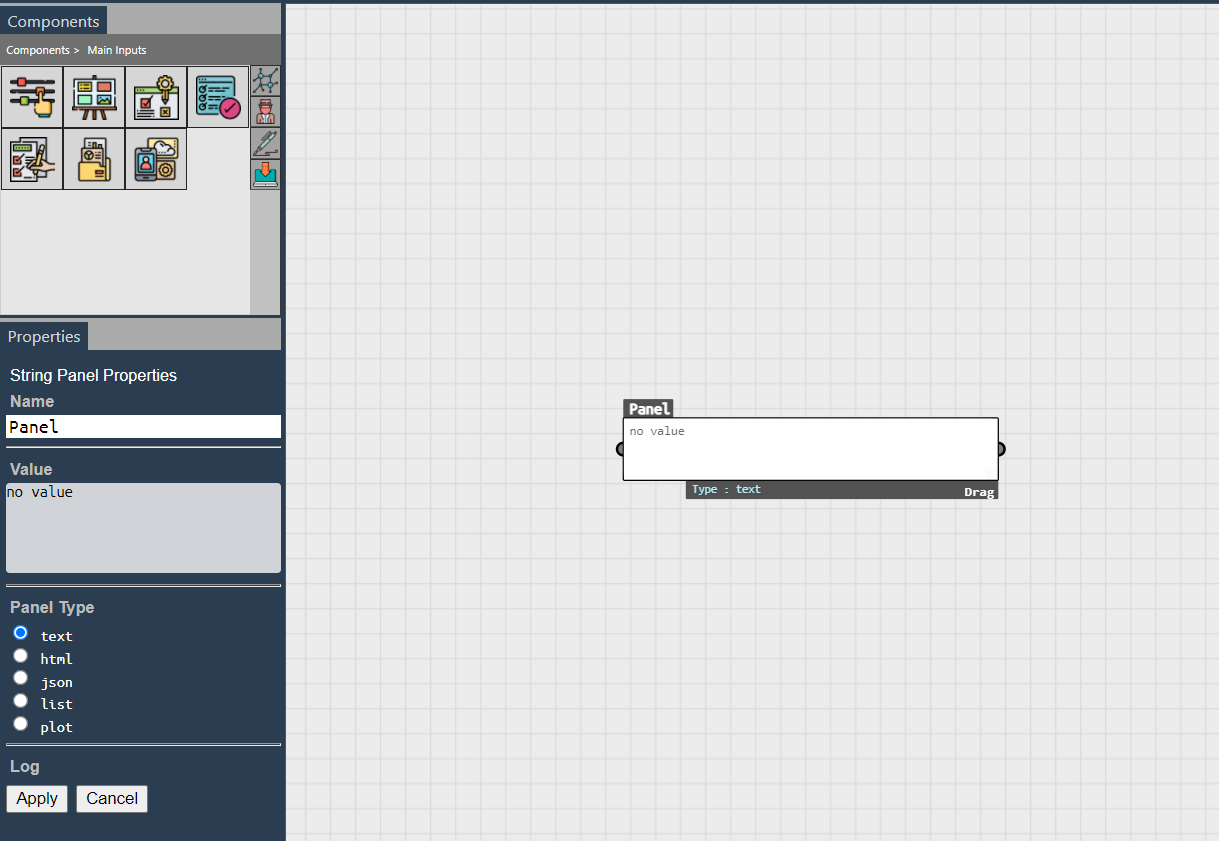 Components
Components > Main Inputs
Properties
String Panel Properties
Name
Panel
Value
no value
Panel Type
text
html
json
list
plot
Log
Apply Cancel
Panel
no value
Type : text Drag